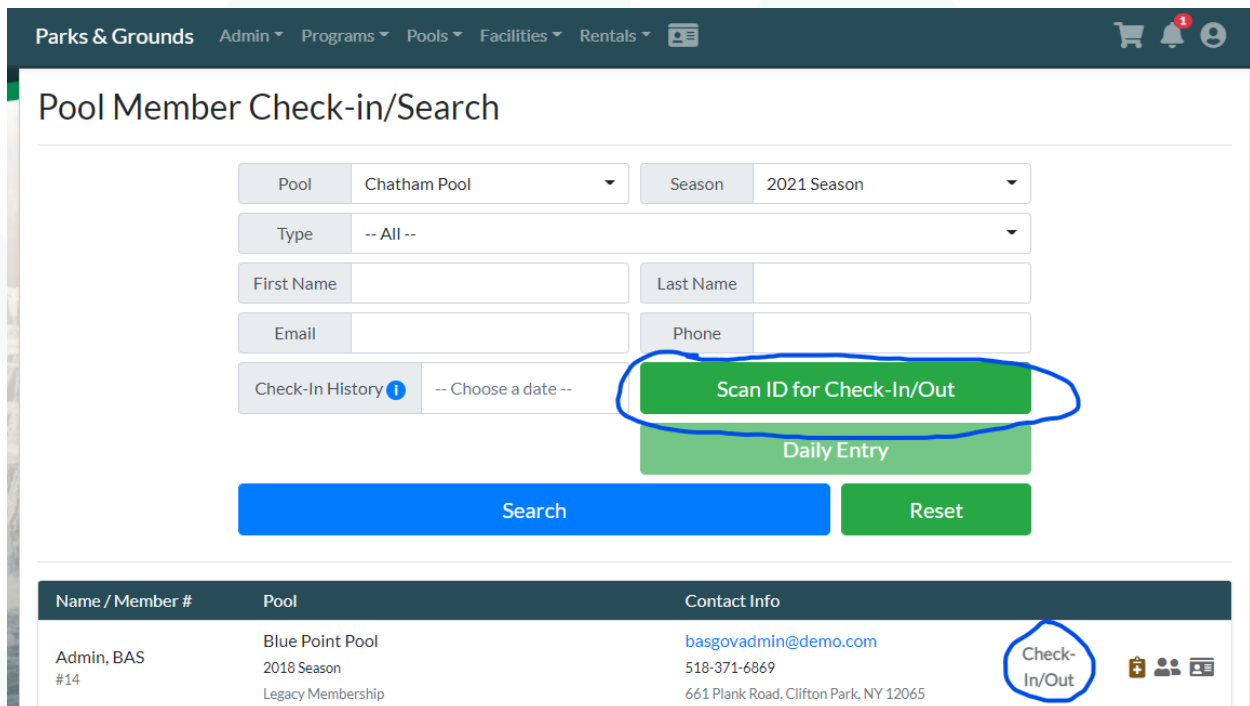 Parks & Grounds Admin Programs Pools Facilities Rentals 1
Pool Member Check-in/Search
Pool Chatham Pool Season 2021 Season
Type -- All --
First Name Last Name
Email Phone
Check-In History i -- Choose a date -- Scan ID for Check-In/Out
Daily Entry
Search Reset
Name / Member # Pool Contact Info
Admin, BAS
#14
Blue Point Pool
2018 Season
Legacy Membership
basgovadmin@demo.com
518-371-6869
661 Plank Road, Clifton Park, NY 12065
Check-
In/Out